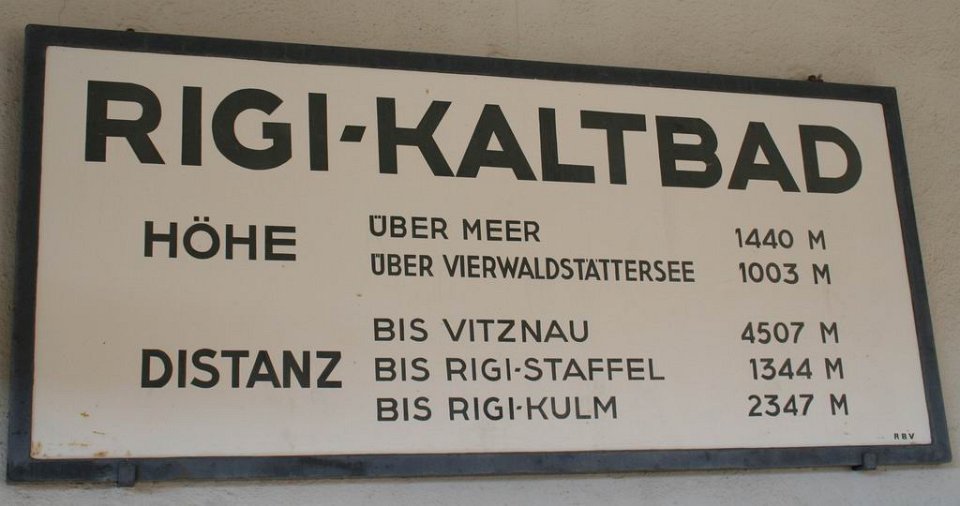 RIGI-KALTBAD
HÖHE ÜBER MEER 1440 M
ÜBER VIERWALDSTÄTTERSEE 1003 M
BIS VITZNAU 4507 M
DISTANZ BIS RIGI-STAFFEL 1344 M
BIS RIGI-KULM 2347 M
RBV